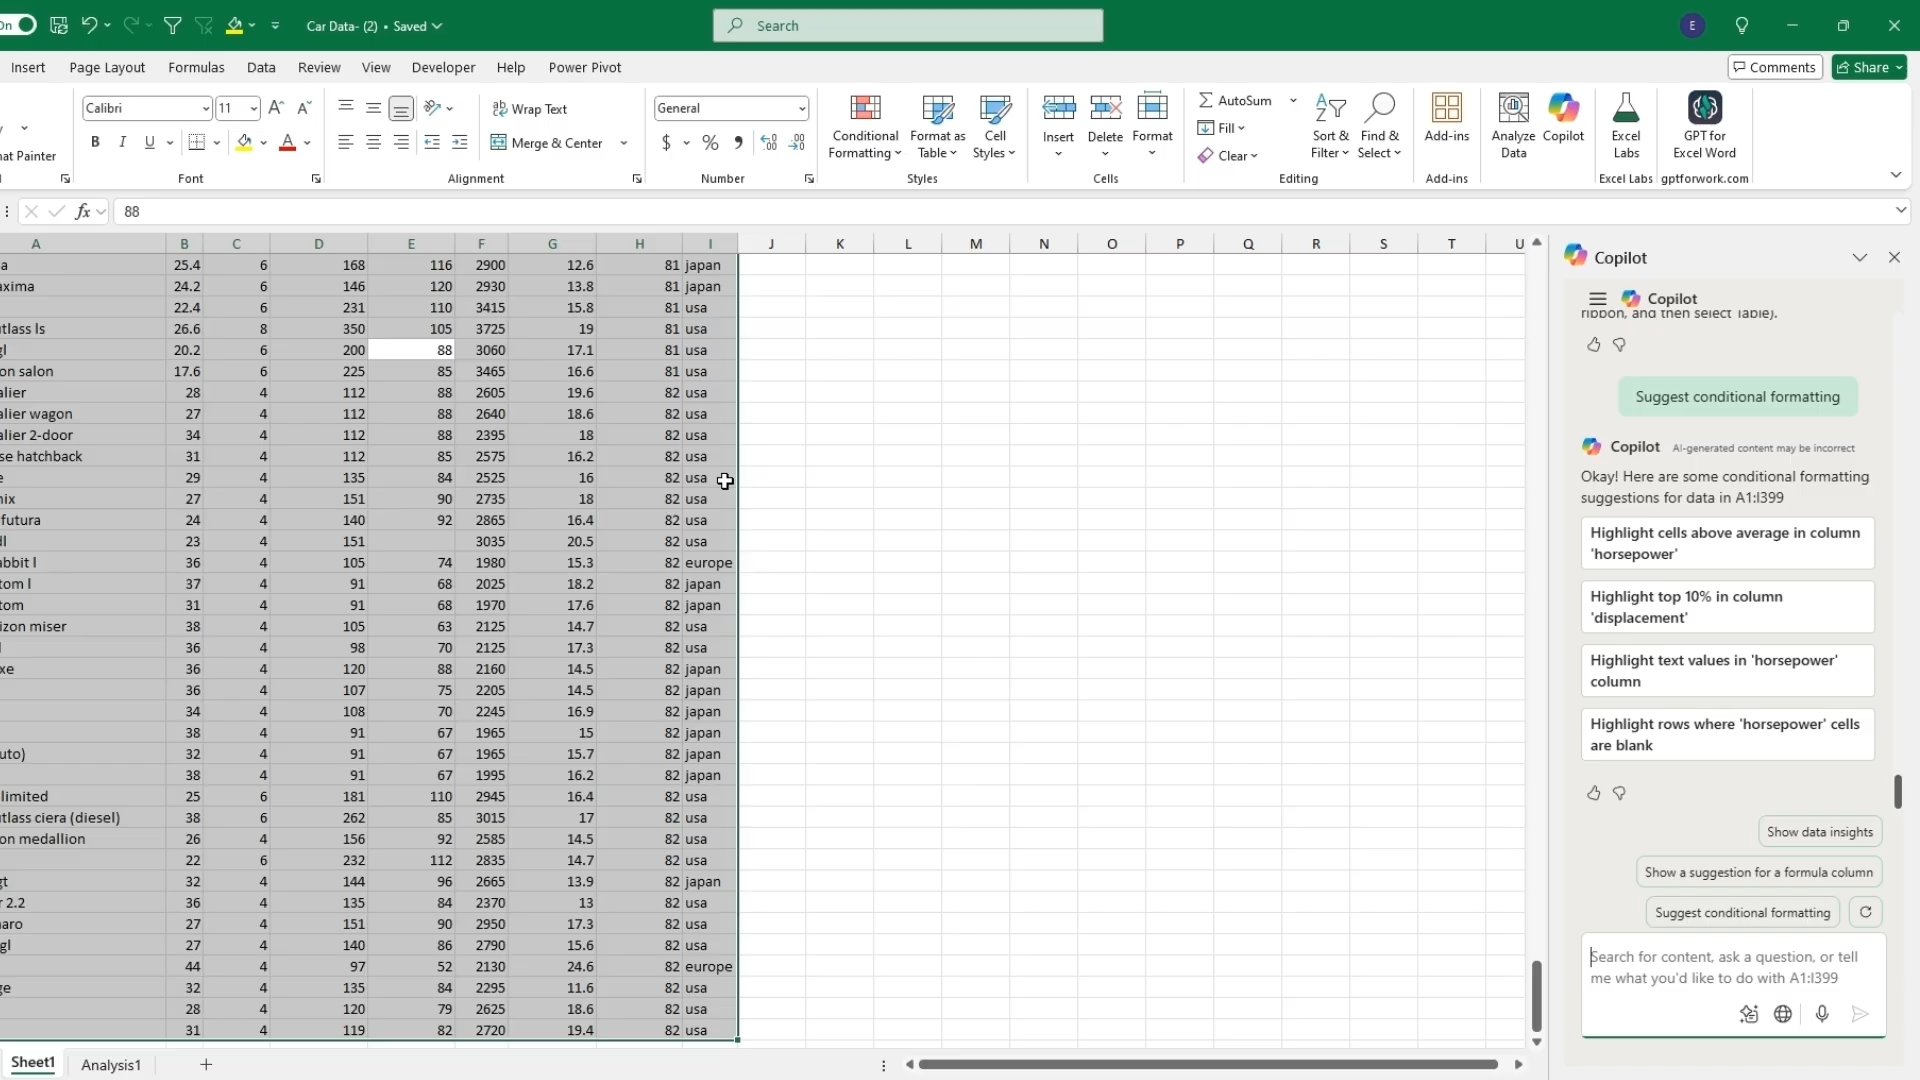 On
Car Data- (2) • Saved
Search
E
Insert Page Layout Formulas Data Review View Developer Help Power Pivot
Comments Share
Calibri 11
ab Wrap Text
General
AutoSum
Fill
Clear
at Painter
B I U
Merge & Center
$ % 9
Conditional Formatting
Format as Table
Cell Styles
Insert
Delete
Format
Sort & Filter
Find & Select
Add-ins
Analyze Data
Copilot
Excel Labs
GPT for Excel Word
Font Alignment Number Styles Cells Editing Add-ins Excel Labs gptforwork.com
fx 88
A B C D E F G H I J K L M N O P Q R S T U
a 25.4 6 168 116 2900 12.6 81 japan
axima 24.2 6 146 120 2930 13.8 81 japan
22.4 6 231 110 3415 15.8 81 usa
tlass ls 26.6 8 350 105 3725 19 81 usa
gl 20.2 6 200 88 3060 17.1 81 usa
on salon 17.6 6 225 85 3465 16.6 81 usa
alier 28 4 112 88 2605 19.6 82 usa
alier wagon 27 4 112 88 2640 18.6 82 usa
alier 2-door 34 4 112 88 2395 18 82 usa
se hatchback 31 4 112 85 2575 16.2 82 usa
e 29 4 135 84 2525 16 82 usa
nix 27 4 151 90 2735 18 82 usa
futura 24 4 140 92 2865 16.4 82 usa
dl 23 4 151 3035 20.5 82 usa
abbit l 36 4 105 74 1980 15.3 82 europe
tom l 37 4 91 68 2025 18.2 82 japan
tom 31 4 91 68 1970 17.6 82 japan
izon miser 38 4 105 63 2125 14.7 82 usa
l 36 4 98 70 2125 17.3 82 usa
xe 36 4 120 88 2160 14.5 82 japan
36 4 107 75 2205 14.5 82 japan
34 4 108 70 2245 16.9 82 japan
38 4 91 67 1965 15 82 japan
uto) 32 4 91 67 1965 15.7 82 japan
38 4 91 67 1995 16.2 82 japan
limited 25 6 181 110 2945 16.4 82 usa
tlass ciera (diesel) 38 6 262 85 3015 17 82 usa
on medallion 26 4 156 92 2585 14.5 82 usa
22 6 232 112 2835 14.7 82 usa
gt 32 4 144 96 2665 13.9 82 japan
r 2.2 36 4 135 84 2370 13 82 usa
naro 27 4 151 90 2950 17.3 82 usa
gl 27 4 140 86 2790 15.6 82 usa
44 4 97 52 2130 24.6 82 europe
ge 32 4 135 84 2295 11.6 82 usa
28 4 120 79 2625 18.6 82 usa
31 4 119 82 2720 19.4 82 usa
Sheet1 Analysis1
Copilot
Copilot
ribbon, and then select Table).
Suggest conditional formatting
Copilot AI-generated content may be incorrect
Okay! Here are some conditional formatting
suggestions for data in A1:I399
Highlight cells above average in column
'horsepower'
Highlight top 10% in column
'displacement'
Highlight text values in 'horsepower'
column
Highlight rows where 'horsepower' cells
are blank
Show data insights
Show a suggestion for a formula column
Suggest conditional formatting
Search for content, ask a question, or tell
me what you'd like to do with A1:I399